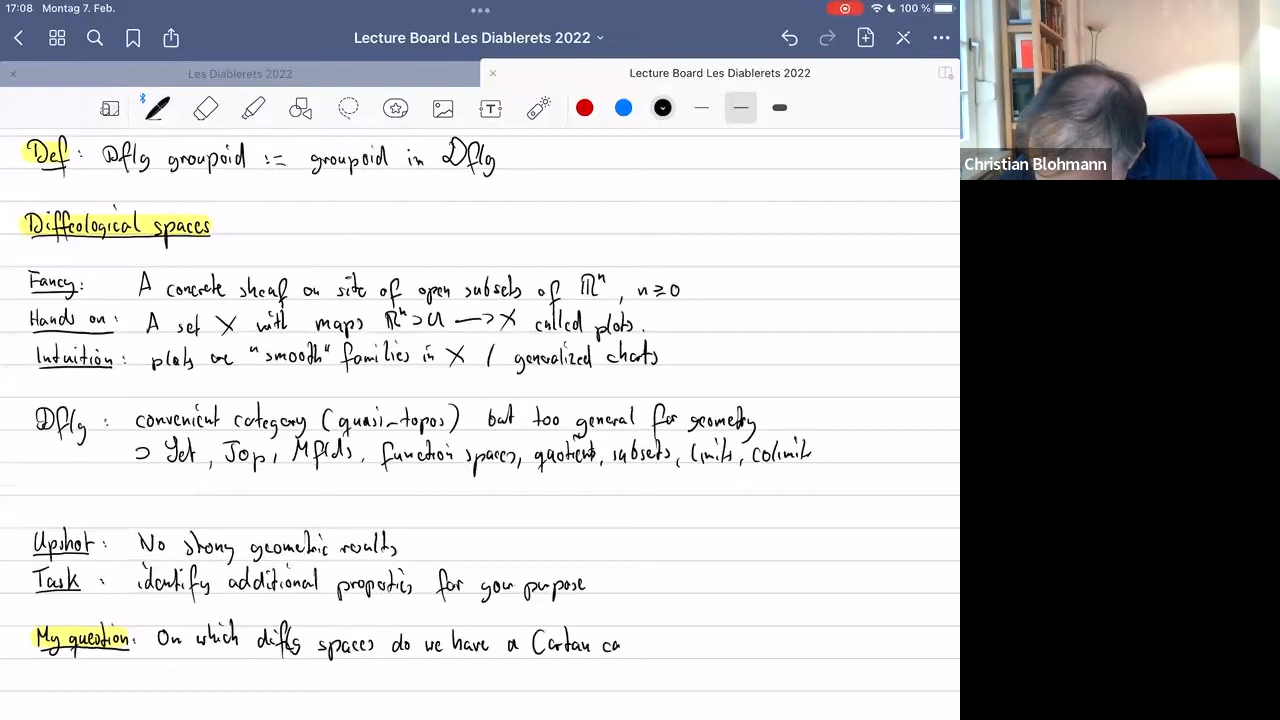 17:08 Montag 7. Feb.
100 %
Lecture Board Les Diablerets 2022
Les Diablerets 2022
Lecture Board Les Diablerets 2022
Christian Blohmann
Def: Dflg groupoid := groupoid in Dflg
Diffeological spaces
Fancy: A concrete sheaf on site of open subsets of ℝⁿ, n ≥ 0
Hands on: A set X with maps ℝⁿ ⊃ U → X called plots.
Intuition: plots are "smooth" families in X / generalized charts
Dflg: convenient category (quasi-topos) but too general for geometry
⊃ Set, Top, Mflds, function spaces, quotients, subsets, limits, colimits
Upshot: No strong geometric results
Task: identify additional properties for your purpose
My question: On which diffg spaces do we have a Cartan ca